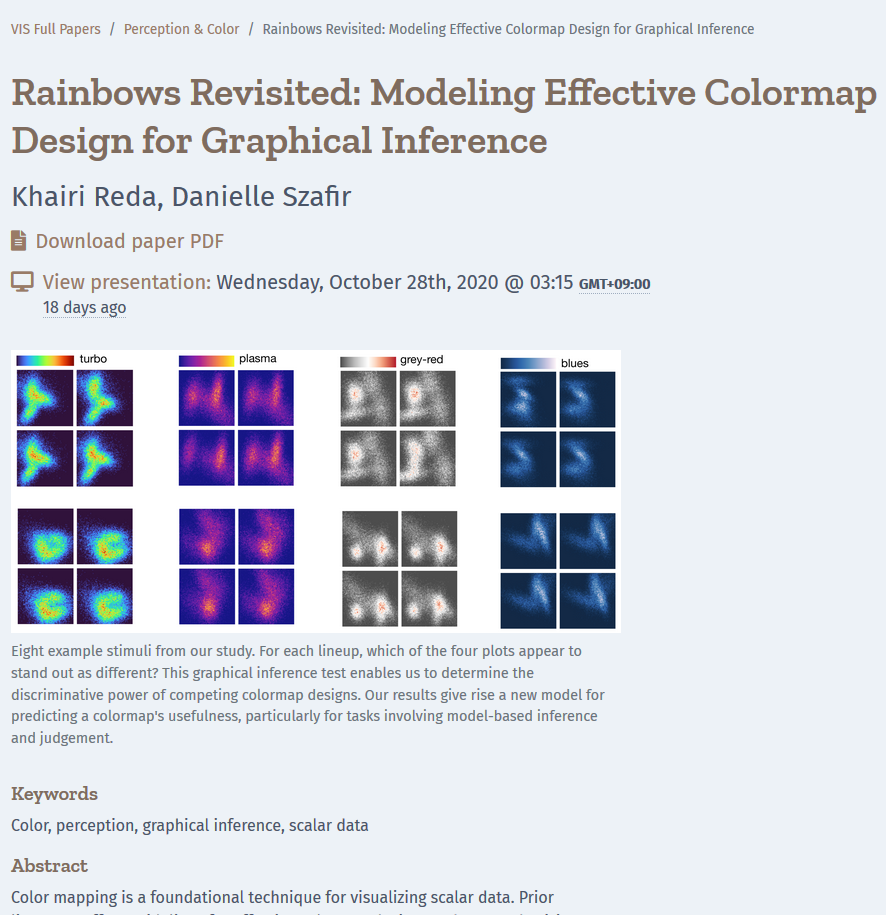 VIS Full Papers / Perception & Color / Rainbows Revisited: Modeling Effective Colormap Design for Graphical Inference
Rainbows Revisited: Modeling Effective Colormap
Design for Graphical Inference
Khairi Reda, Danielle Szafir
Download paper PDF
View presentation: Wednesday, October 28th, 2020 @ 03:15 GMT+09:00
18 days ago
turbo plasma grey-red blues
Eight example stimuli from our study. For each lineup, which of the four plots appear to
stand out as different? This graphical inference test enables us to determine the
discriminative power of competing colormap designs. Our results give rise a new model for
predicting a colormap's usefulness, particularly for tasks involving model-based inference
and judgement.
Keywords
Color, perception, graphical inference, scalar data
Abstract
Color mapping is a foundational technique for visualizing scalar data. Prior